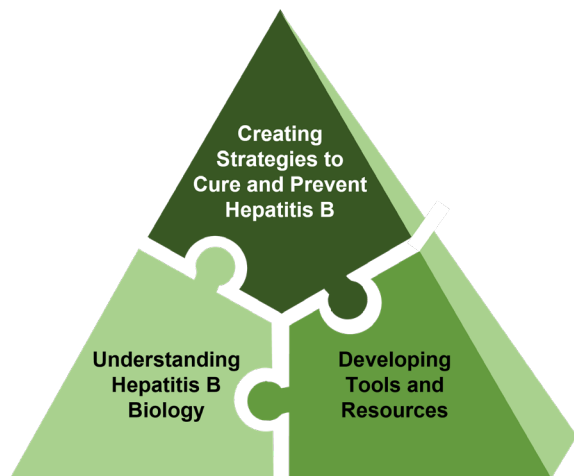 Creating
Strategies to
Cure and Prevent
Hepatitis B
Understanding
Hepatitis B
Biology
Developing
Tools and
Resources